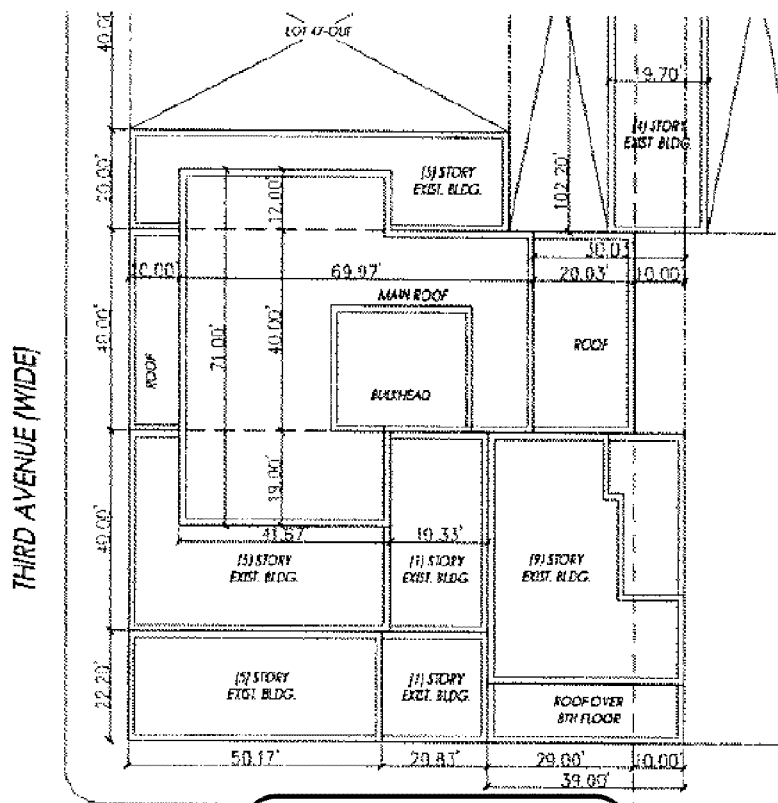 LOT 47-OUT
40.00'
19.70'
(4) STORY
EXIST. BLDG.
(5) STORY
EXIST. BLDG.
20.00'
12.00'
102.20'
30.03'
10.00'
69.97'
20.03'
10.00'
MAIN ROOF
40.00'
ROOF
71.00'
40.00'
ROOF
BULKHEAD
THIRD AVENUE (WIDE)
19.00'
40.00'
41.67'
19.33'
(5) STORY
EXIST. BLDG.
(1) STORY
EXIST. BLDG.
(9) STORY
EXIST. BLDG.
22.20'
(5) STORY
EXIST. BLDG.
(1) STORY
EXIST. BLDG.
ROOF OVER
8TH FLOOR
50.17'
20.83'
29.00'
10.00'
39.00'